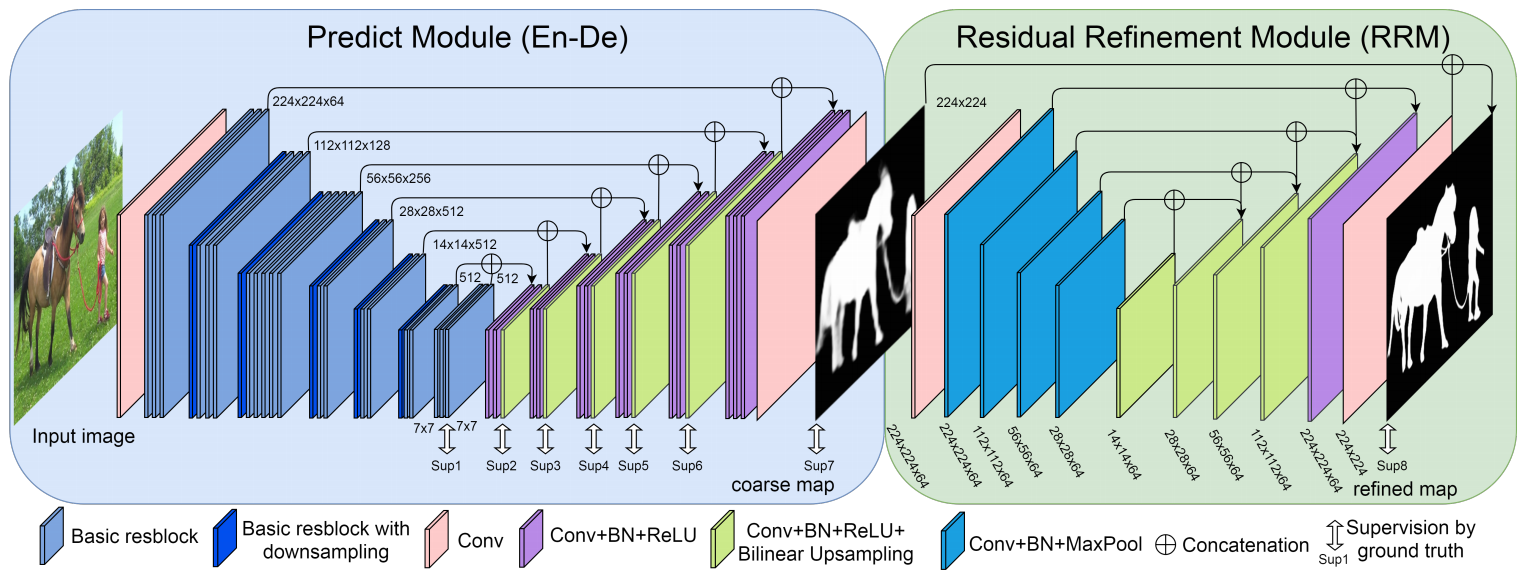 Predict Module (En-De)
Residual Refinement Module (RRM)
224x224x64
112x112x128
56x56x256
28x28x512
14x14x512
512
512
7x7
7x7
Input image
Sup1
Sup2
Sup3
Sup4
Sup5
Sup6
Sup7
coarse map
224x224
224x224x64
224x224x64
112x112x64
56x56x64
28x28x64
14x14x64
28x28x64
56x56x64
112x112x64
224x224x64
224x224
Sup8
refined map
Basic resblock
Basic resblock with
downsampling
Conv
Conv+BN+ReLU
Conv+BN+ReLU+
Bilinear Upsampling
Conv+BN+MaxPool
Concatenation
Sup1
Supervision by
ground truth